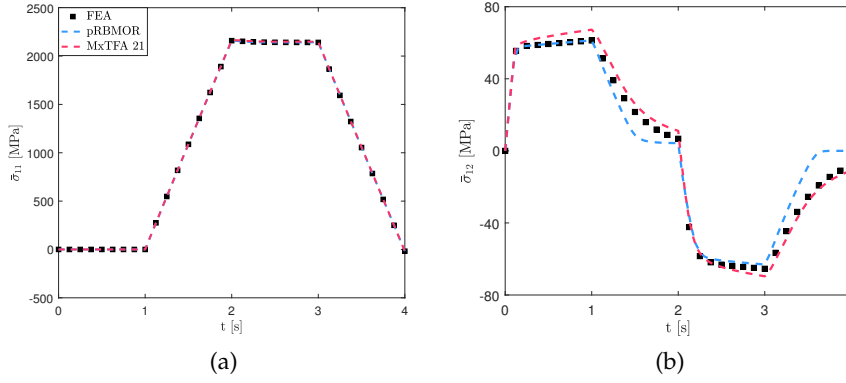 FEA
pRBMOR
MxTFA 21
2500
2000
1500
1000
500
0
-500
σ̄₁₁ [MPa]
0 1 2 3 4
t [s]
(a)
80
40
0
-40
-80
σ̄₁₂ [MPa]
0 1 2 3
t [s]
(b)